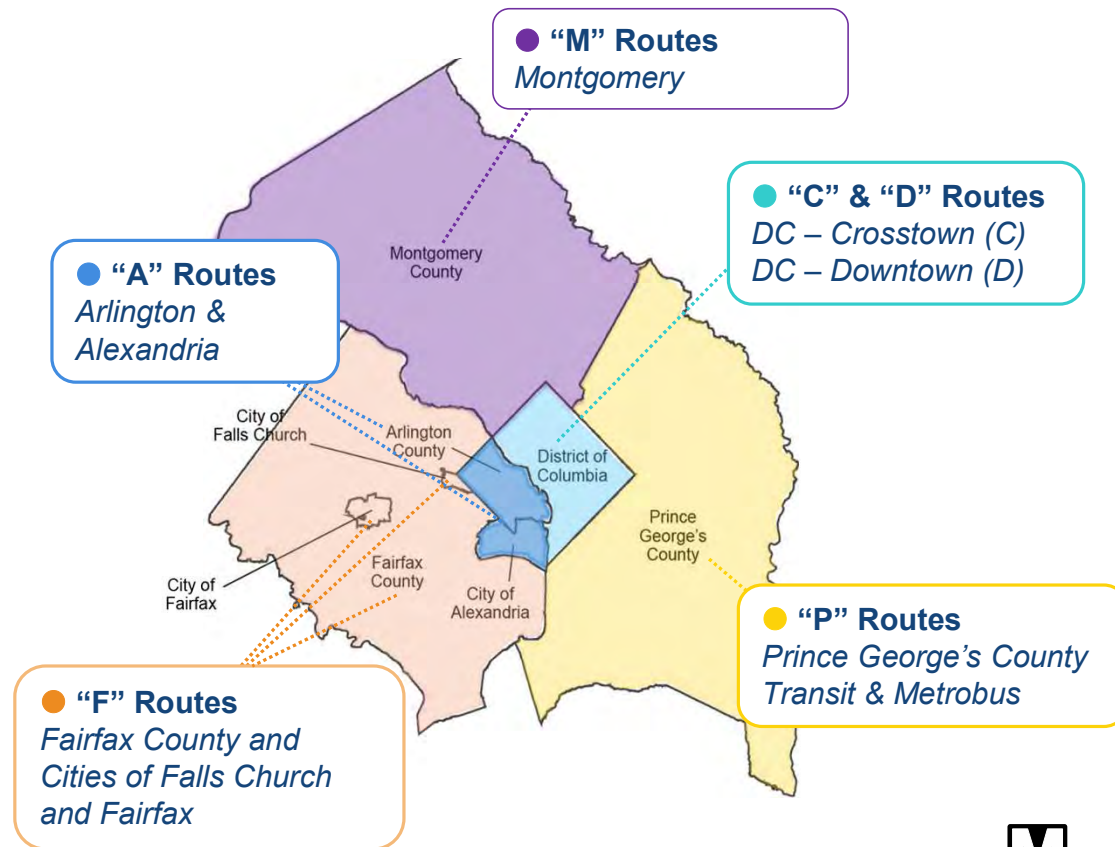 ● “M” Routes
Montgomery
● “C” & “D” Routes
DC – Crosstown (C)
DC – Downtown (D)
Montgomery
County
● “A” Routes
Arlington &
Alexandria
City of
Falls Church
Arlington
County
District of
Columbia
Prince
George’s
County
Fairfax
County
City of
Fairfax
City of
Alexandria
● “P” Routes
Prince George’s County
Transit & Metrobus
● “F” Routes
Fairfax County and
Cities of Falls Church
and Fairfax